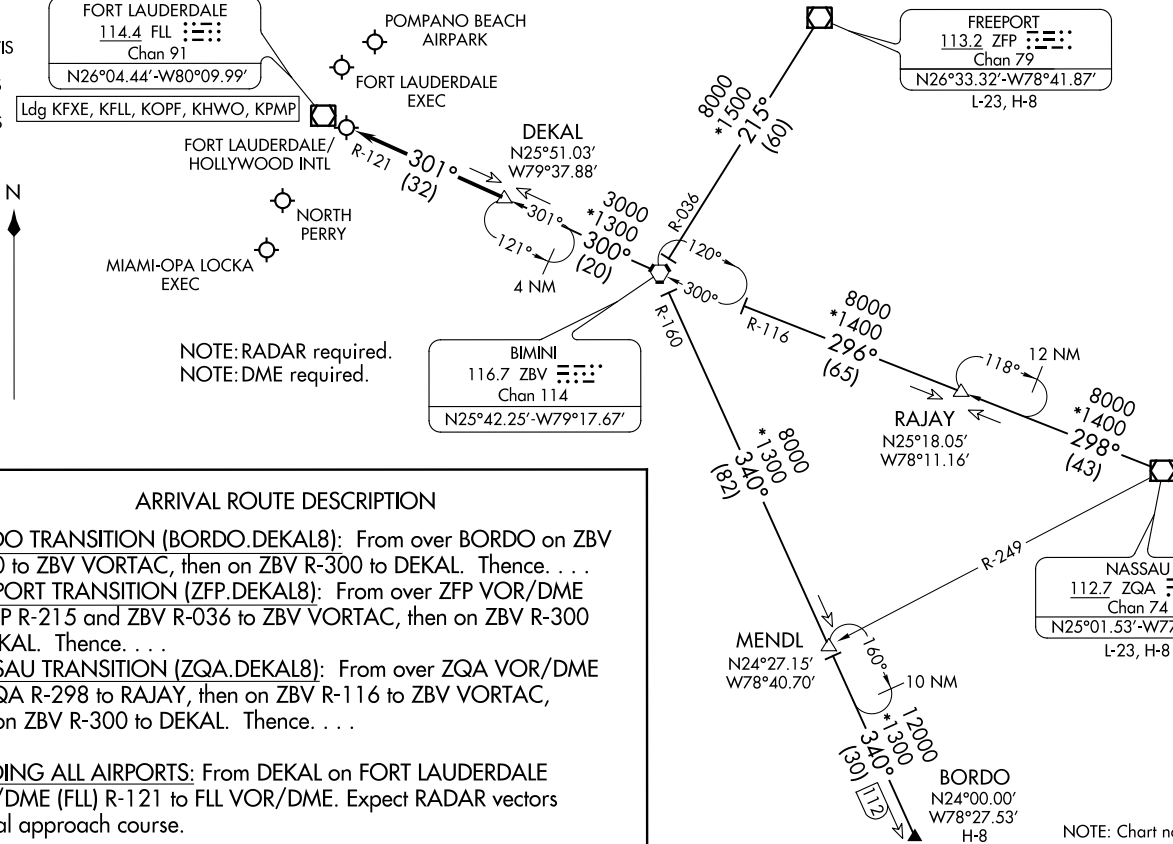 FORT LAUDERDALE
114.4 FLL
Chan 91
N26°04.44'-W80°09.99'
Ldg KFXE, KFLL, KOPF, KHWO, KPMP
POMPANO BEACH
AIRPARK
FORT LAUDERDALE
EXEC
FORT LAUDERDALE/
HOLLYWOOD INTL
NORTH
PERRY
MIAMI-OPA LOCKA
EXEC
N
R-121
301°
(32)
DEKAL
N25°51.03'
W79°37.88'
301°
121°
4 NM
3000
*1300
300°
(20)
FREEPORT
113.2 ZFP
Chan 79
N26°33.32'-W78°41.87'
L-23, H-8
8000
*1500
215°
(60)
R-036
120°
300°
R-116
R-160
BIMINI
116.7 ZBV
Chan 114
N25°42.25'-W79°17.67'
NOTE: RADAR required.
NOTE: DME required.
8000
*1400
296°
(65)
118°
12 NM
RAJAY
N25°18.05'
W78°11.16'
8000
*1400
298°
(43)
NASSAU
112.7 ZQA
Chan 74
N25°01.53'-W77
L-23, H-8
R-249
8000
*1300
340°
(82)
MENDL
N24°27.15'
W78°40.70'
160°
10 NM
12000
*1300
340°
(30)
112
BORDO
N24°00.00'
W78°27.53'
H-8
NOTE: Chart no
ARRIVAL ROUTE DESCRIPTION
DO TRANSITION (BORDO.DEKAL8): From over BORDO on ZBV
0 to ZBV VORTAC, then on ZBV R-300 to DEKAL. Thence. . . .
PORT TRANSITION (ZFP.DEKAL8): From over ZFP VOR/DME
P R-215 and ZBV R-036 to ZBV VORTAC, then on ZBV R-300
KAL. Thence. . . .
SAU TRANSITION (ZQA.DEKAL8): From over ZQA VOR/DME
QA R-298 to RAJAY, then on ZBV R-116 to ZBV VORTAC,
on ZBV R-300 to DEKAL. Thence. . . .
DING ALL AIRPORTS: From DEKAL on FORT LAUDERDALE
/DME (FLL) R-121 to FLL VOR/DME. Expect RADAR vectors
al approach course.